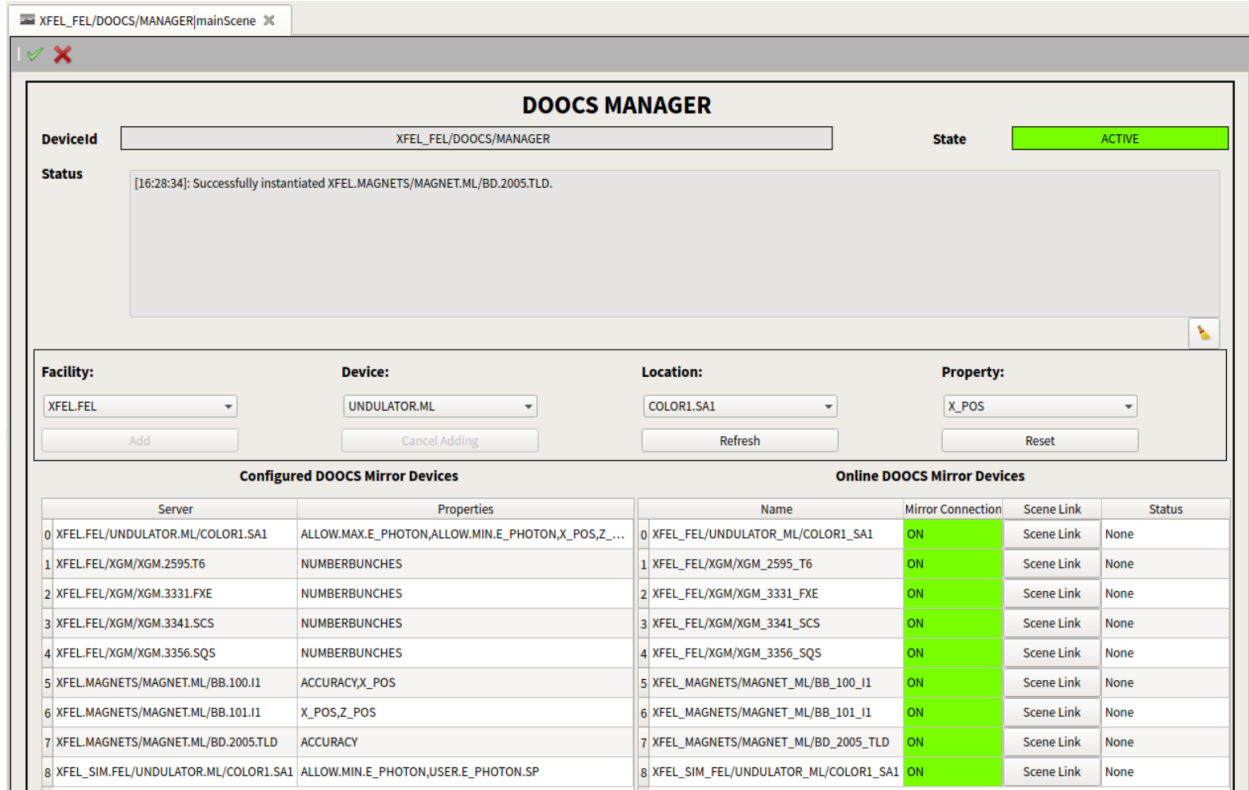 XFEL_FEL/DOOCS/MANAGER|mainScene
DOOCS MANAGER
DeviceId XFEL_FEL/DOOCS/MANAGER State ACTIVE
Status [16:28:34]: Successfully instantiated XFEL.MAGNETS/MAGNET.ML/BD.2005.TLD.
Facility: Device: Location: Property:
XFEL.FEL UNDULATOR.ML COLOR1.SA1 X_POS
Add Cancel Adding Refresh Reset
Configured DOOCS Mirror Devices Online DOOCS Mirror Devices
Server Properties Name Mirror Connection Scene Link Status
0 XFEL.FEL/UNDULATOR.ML/COLOR1.SA1 ALLOW.MAX.E_PHOTON,ALLOW.MIN.E_PHOTON,X_POS,Z_... 0 XFEL_FEL/UNDULATOR_ML/COLOR1_SA1 ON Scene Link None
1 XFEL.FEL/XGM/XGM.2595.T6 NUMBERBUNCHES 1 XFEL_FEL/XGM/XGM_2595_T6 ON Scene Link None
2 XFEL.FEL/XGM/XGM.3331.FXE NUMBERBUNCHES 2 XFEL_FEL/XGM/XGM_3331_FXE ON Scene Link None
3 XFEL.FEL/XGM/XGM.3341.SCS NUMBERBUNCHES 3 XFEL_FEL/XGM/XGM_3341_SCS ON Scene Link None
4 XFEL.FEL/XGM/XGM.3356.SQS NUMBERBUNCHES 4 XFEL_FEL/XGM/XGM_3356_SQS ON Scene Link None
5 XFEL.MAGNETS/MAGNET.ML/BB.100.I1 ACCURACY,X_POS 5 XFEL_MAGNETS/MAGNET_ML/BB_100_I1 ON Scene Link None
6 XFEL.MAGNETS/MAGNET.ML/BB.101.I1 X_POS,Z_POS 6 XFEL_MAGNETS/MAGNET_ML/BB_101_I1 ON Scene Link None
7 XFEL.MAGNETS/MAGNET.ML/BD.2005.TLD ACCURACY 7 XFEL_MAGNETS/MAGNET_ML/BD_2005_TLD ON Scene Link None
8 XFEL_SIM.FEL/UNDULATOR.ML/COLOR1.SA1 ALLOW.MIN.E_PHOTON,USER.E_PHOTON.SP 8 XFEL_SIM_FEL/UNDULATOR_ML/COLOR1_SA1 ON Scene Link None